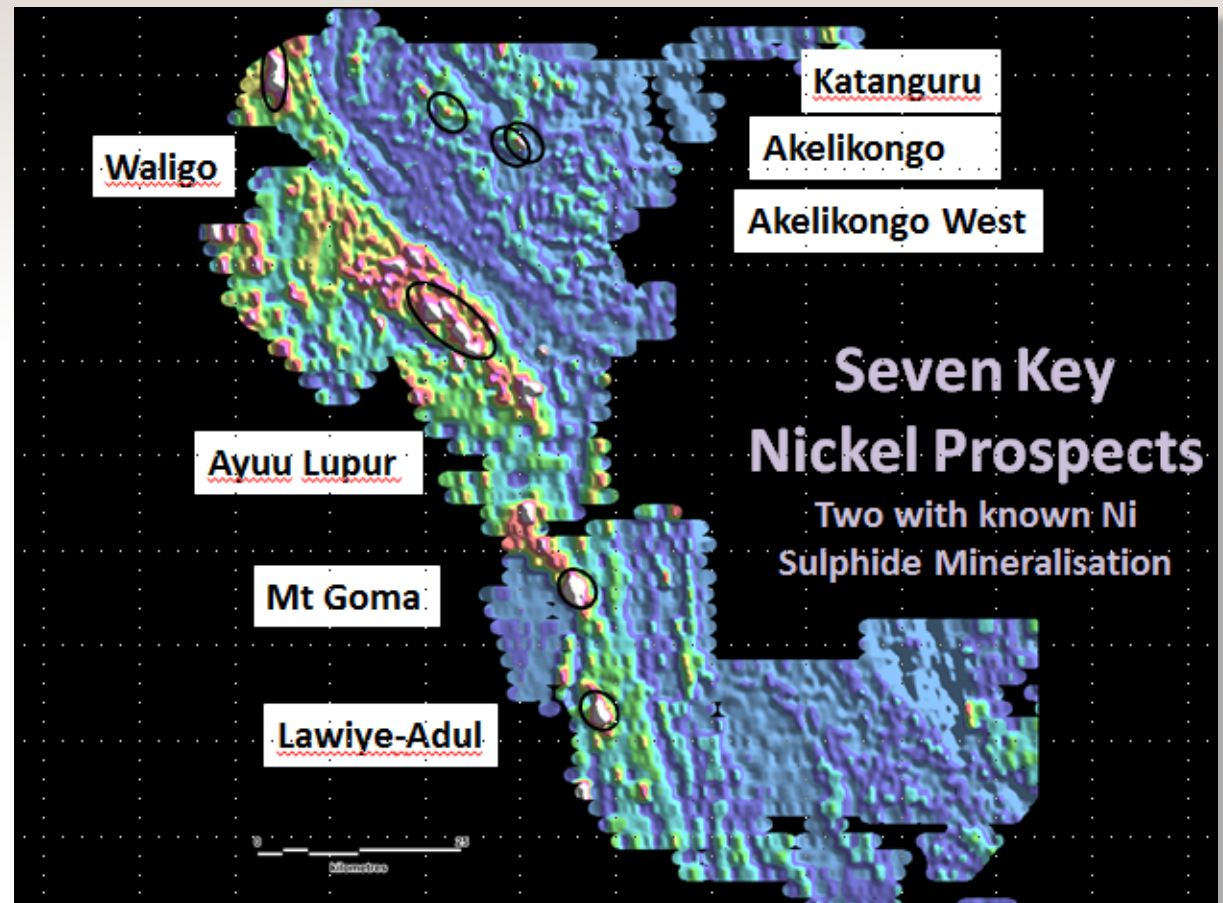 Katanguru
Akelikongo
Waligo
Akelikongo West
Seven Key
Nickel Prospects
Two with known Ni
Sulphide Mineralisation
Ayuu Lupur
Mt Goma
Lawiye-Adul
0 25
kilometres